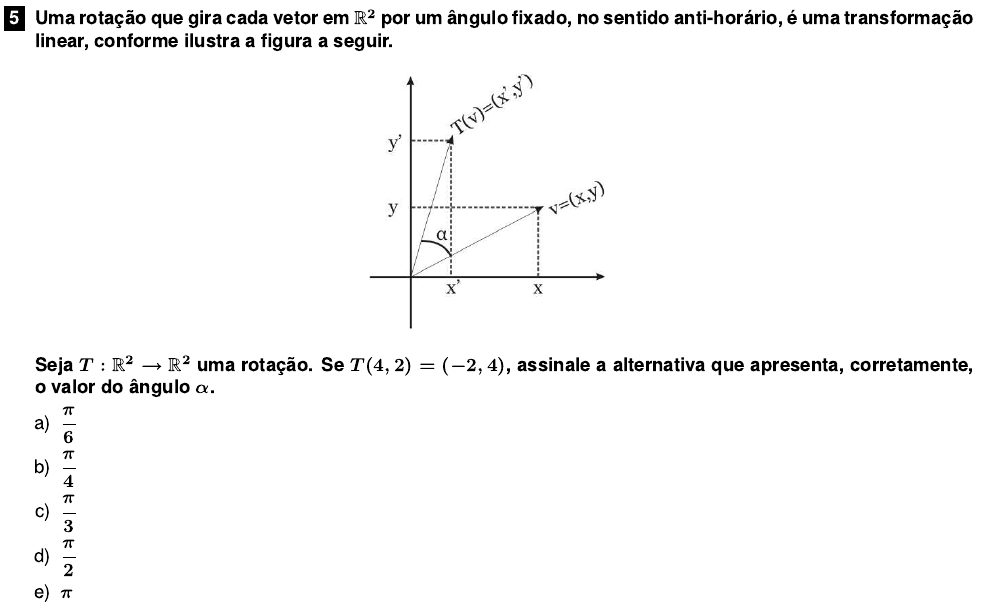 5 Uma rotação que gira cada vetor em ℝ² por um ângulo fixado, no sentido anti-horário, é uma transformação
linear, conforme ilustra a figura a seguir.
T(v)=(x',y')
y'
y
v=(x,y)
α
x'
x
Seja T : ℝ² → ℝ² uma rotação. Se T(4, 2) = (−2, 4), assinale a alternativa que apresenta, corretamente,
o valor do ângulo α.
a) π/6
b) π/4
c) π/3
d) π/2
e) π